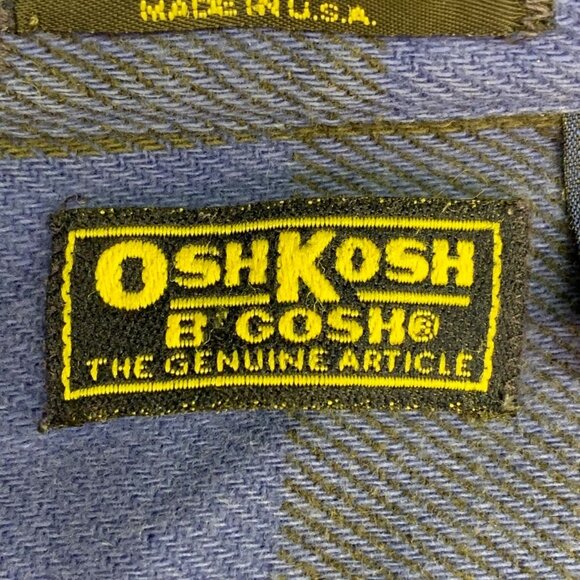 MADE IN U.S.A.
OSHKOSH
B'GOSH®
THE GENUINE ARTICLE